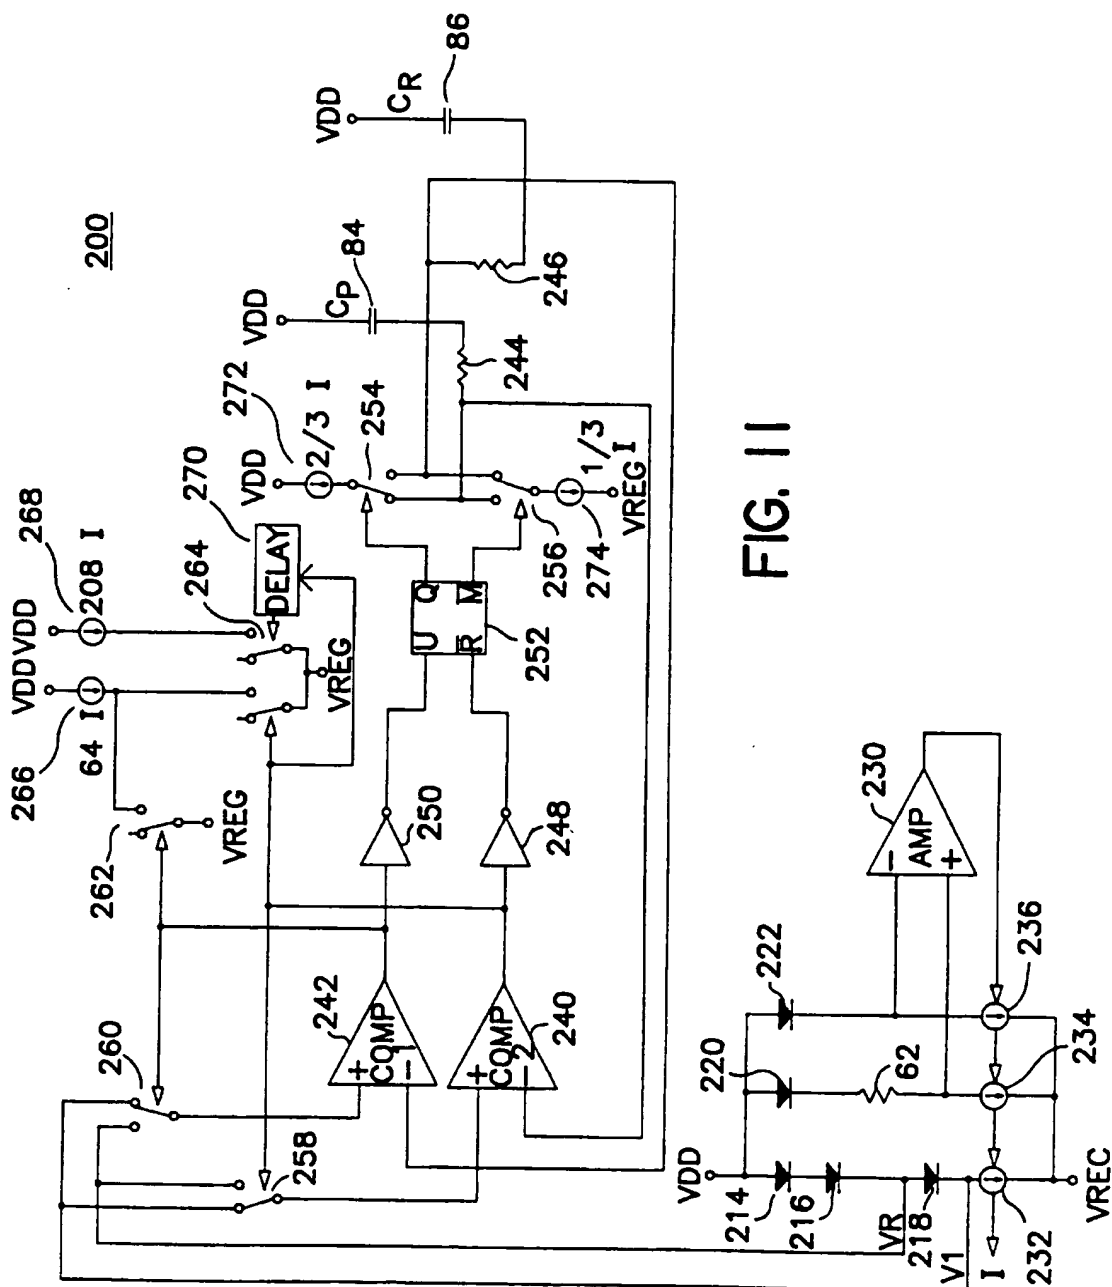 200
VDD
CR
86
VDD
CP
84
246
244
272
VDD
2/3 I
254
270
DELAY
268
VDD
208 I
264
VDD
266
64 I
VREG
262
VREG
U
Q
R
M
252
256
1/3 I
274
VREG
250
248
260
258
242
COMP
1
+
−
240
COMP
2
+
−
FIG. 11
VDD
214
216
VR
218
V1
I
232
VREC
220
62
234
222
236
230
AMP
−
+